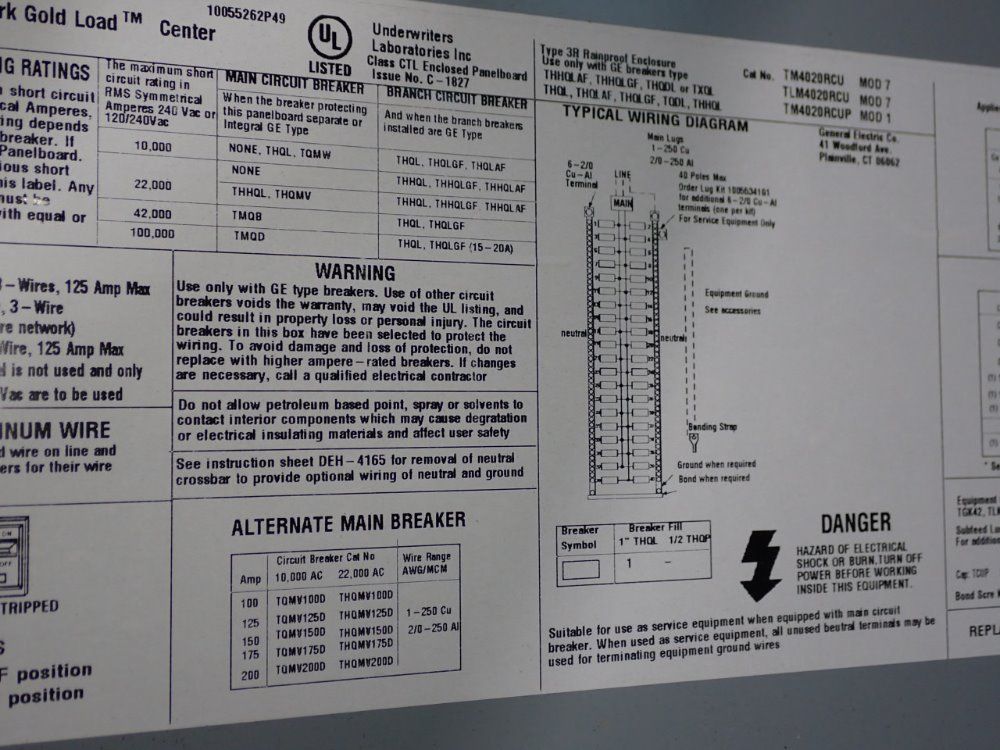 rk Gold Load™ Center
10055262P49
UL
LISTED
Underwriters
Laboratories Inc
Class CTL Enclosed Panelboard
Issue No. C-1827
G RATINGS
short circuit
cal Amperes,
ing depends
breaker. If
Panelboard.
ious short
his label. Any
must be
ith equal or
The maximum short
circuit rating in
RMS Symmetrical
Amperes 240 Vac or
120/240Vac
MAIN CIRCUIT BREAKER
When the breaker protecting
this panelboard separate or
Integral GE Type
BRANCH CIRCUIT BREAKER
And when the branch breakers
installed are GE Type
10,000 NONE, THQL, TQMW THQL, THQLGF, THQLAF
22,000 NONE THHQL, THHQLGF, THHQLAF
THHQL, THQMV THHQL, THHQLGF, THHQLAF
42,000 TMQB THQL, THQLGF
100,000 TMQD THQL, THQLGF (15-20A)
-Wires, 125 Amp Max
, 3-Wire
re network)
Wire, 125 Amp Max
is not used and only
Vac are to be used
INUM WIRE
d wire on line and
ers for their wire
ON
OFF
TRIPPED
S
F position
position
WARNING
Use only with GE type breakers. Use of other circuit
breakers voids the warranty, may void the UL listing, and
could result in property loss or personal injury. The circuit
breakers in this box have been selected to protect the
wiring. To avoid damage and loss of protection, do not
replace with higher ampere-rated breakers. If changes
are necessary, call a qualified electrical contractor
Do not allow petroleum based point, spray or solvents to
contact interior components which may cause degratation
or electrical insulating materials and affect user safety
See instruction sheet DEH-4165 for removal of neutral
crossbar to provide optional wiring of neutral and ground
ALTERNATE MAIN BREAKER
Circuit Breaker Cat No Wire Range
Amp 10,000 AC 22,000 AC AWG/MCM
100 TQMV100D THQMV100D
125 TQMV125D THQMV125D 1-250 Cu
150 TQMV150D THQMV150D 2/0-250 Al
175 TQMV175D THQMV175D
200 TQMV200D THQMV200D
Type 3R Rainproof Enclosure
Use only with GE breakers type
THHQLAF, THHQLGF, THQDL or TXQL
THQL, THQLAF, THQLGF, TQDL, THHQL
Cat No. TM4020RCU MOD 7
TLM4020RCU MOD 7
TM4020RCUP MOD 1
General Electric Co.
41 Woodford Ave.
Plainville, CT 06062
TYPICAL WIRING DIAGRAM
Main Lugs
1-250 Cu
2/0-250 Al
6-2/0
Cu-Al
Terminal
LINE
MAIN
40 Poles Max
Order Lug Kit 1005634101
for additional 6-2/0 Cu-Al
terminals (one per kit)
For Service Equipment Only
Equipment Ground
See accessories
neutral
neutral
Bonding Strap
Ground when required
Bond when required
Breaker
Symbol
Breaker Fill
1" THQL 1/2 THQP
1 -
DANGER
HAZARD OF ELECTRICAL
SHOCK OR BURN.TURN OFF
POWER BEFORE WORKING
INSIDE THIS EQUIPMENT.
Suitable for use as service equipment when equipped with main circuit
breaker. When used as service equipment, all unused beutral terminals may be
used for terminating equipment ground wires
Equipment
TGK42, TL
Subfeed Lu
For addition
Cap: TCIIP
Bond Screw
REPL